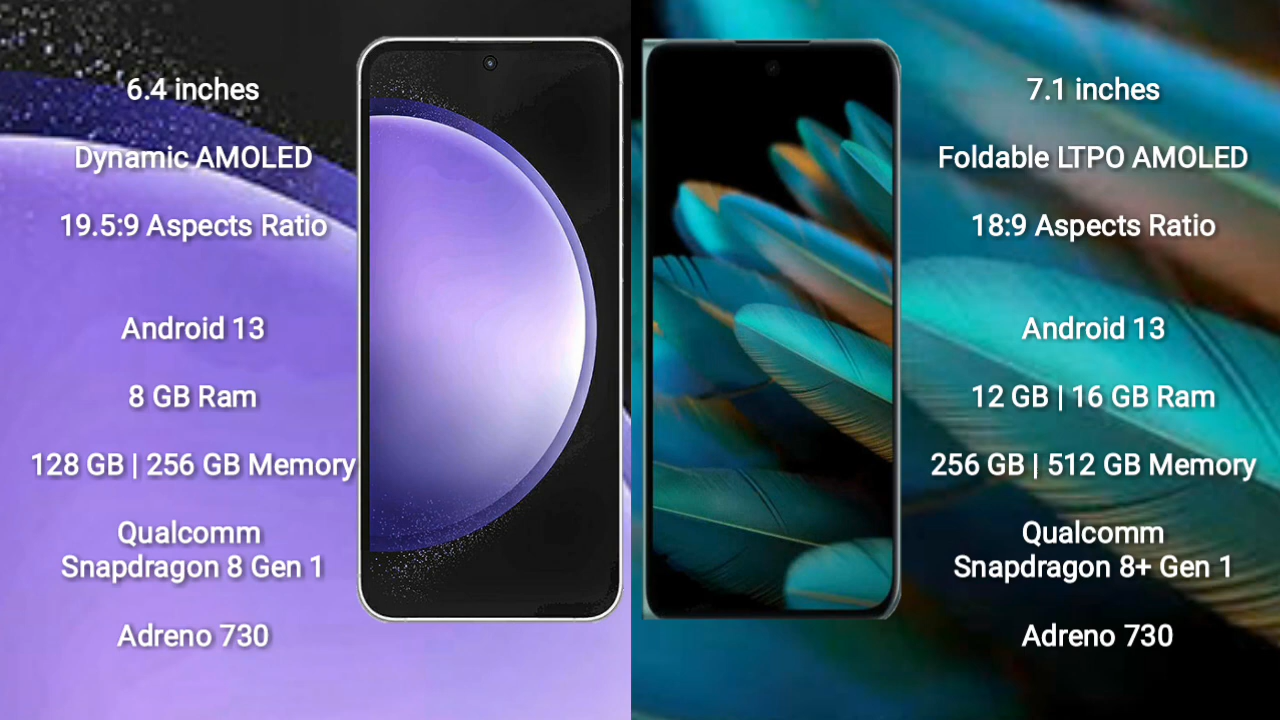 6.4 inches
Dynamic AMOLED
19.5:9 Aspects Ratio
Android 13
8 GB Ram
128 GB | 256 GB Memory
Qualcomm
Snapdragon 8 Gen 1
Adreno 730
7.1 inches
Foldable LTPO AMOLED
18:9 Aspects Ratio
Android 13
12 GB | 16 GB Ram
256 GB | 512 GB Memory
Qualcomm
Snapdragon 8+ Gen 1
Adreno 730